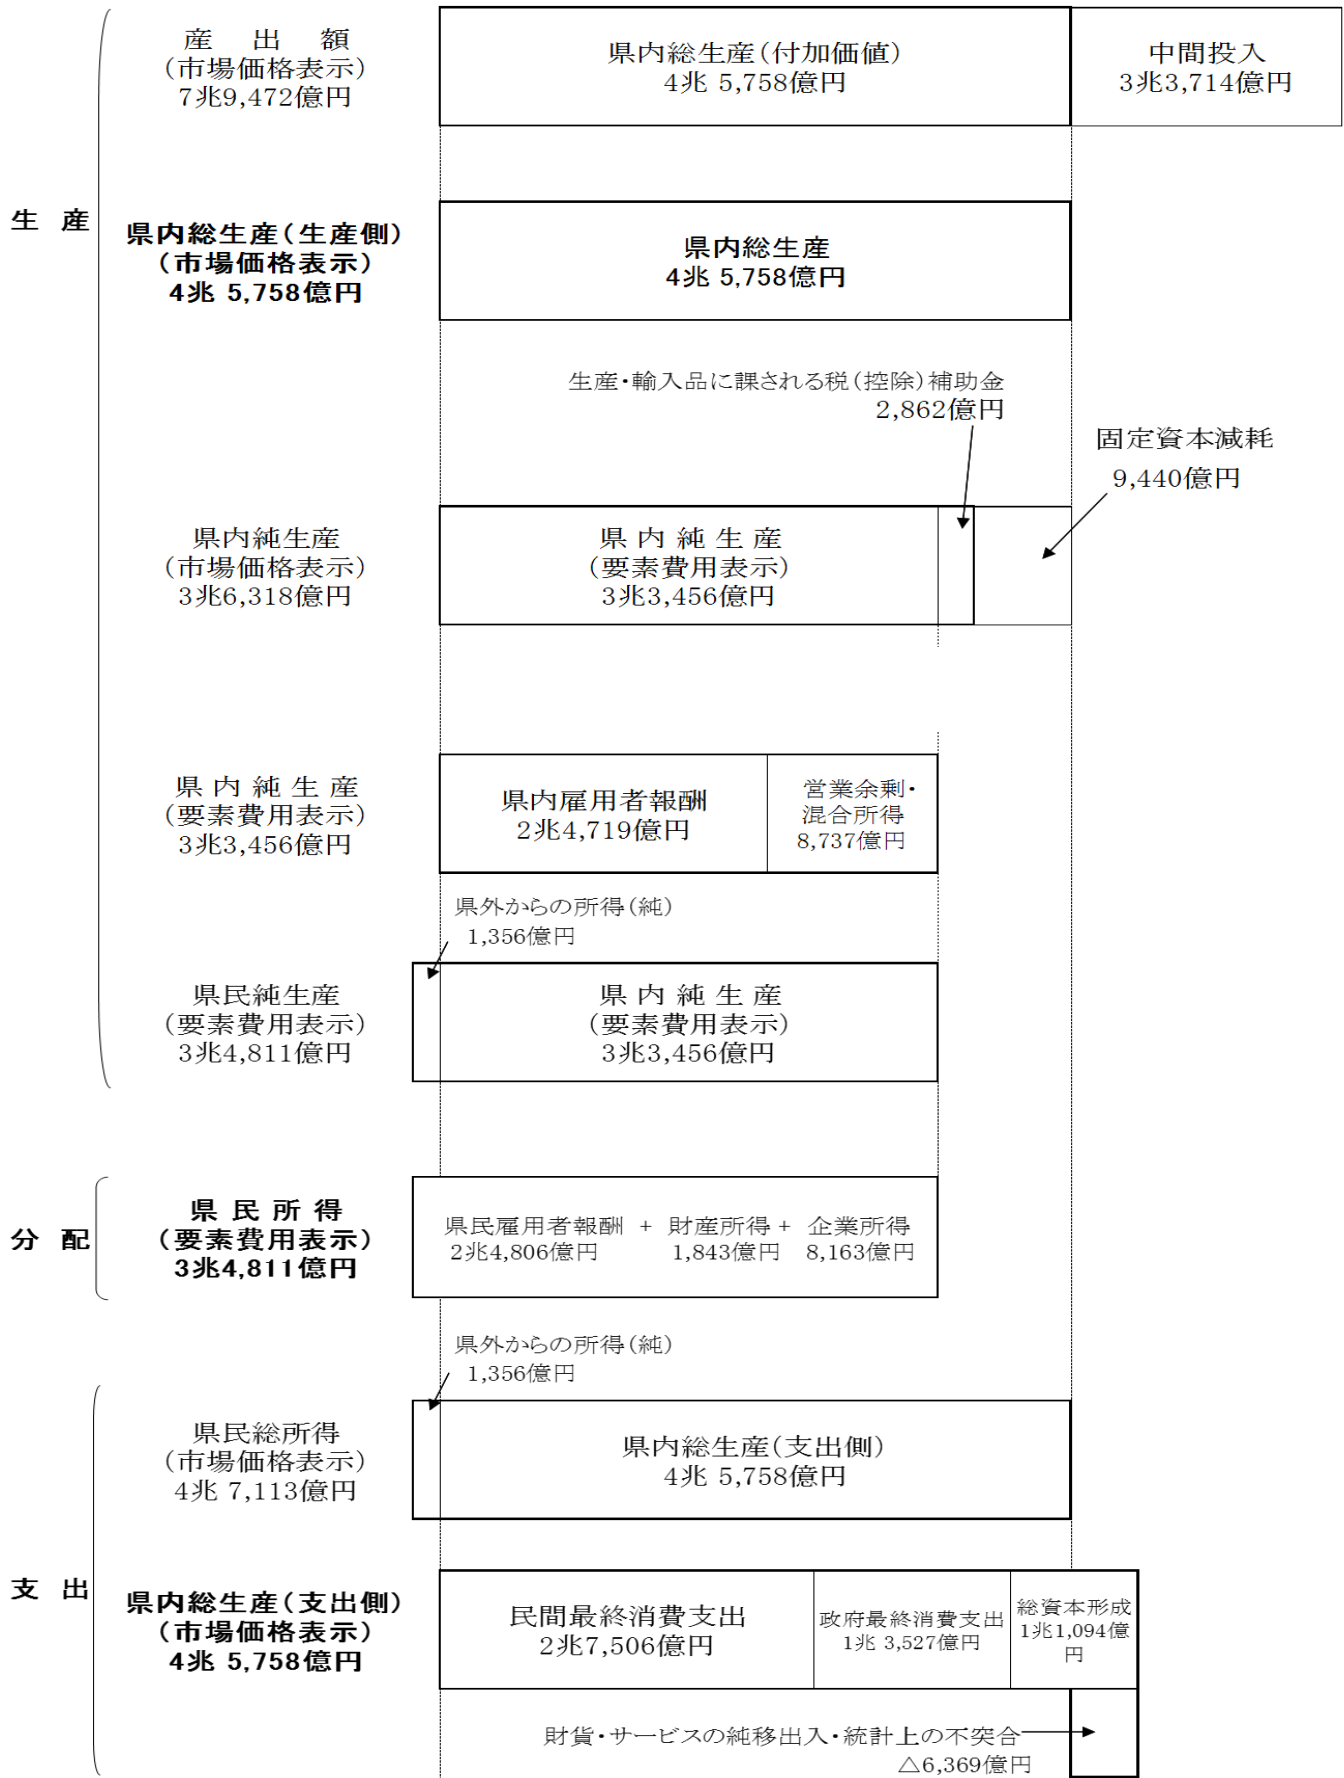 産 出 額
(市場価格表示)
7兆9,472億円
県内総生産(付加価値)
4兆 5,758億円
中間投入
3兆3,714億円
生 産
県内総生産(生産側)
(市場価格表示)
4兆 5,758億円
県内総生産
4兆 5,758億円
生産・輸入品に課される税(控除)補助金
2,862億円
固定資本減耗
9,440億円
県内純生産
(市場価格表示)
3兆6,318億円
県 内 純 生 産
(要素費用表示)
3兆3,456億円
県 内 純 生 産
(要素費用表示)
3兆3,456億円
県内雇用者報酬
2兆4,719億円
営業余剰・
混合所得
8,737億円
県外からの所得(純)
1,356億円
県民純生産
(要素費用表示)
3兆4,811億円
県 内 純 生 産
(要素費用表示)
3兆3,456億円
分 配
県 民 所 得
(要素費用表示)
3兆4,811億円
県民雇用者報酬 + 財産所得+ 企業所得
2兆4,806億円 1,843億円 8,163億円
県外からの所得(純)
1,356億円
県民総所得
(市場価格表示)
4兆 7,113億円
県内総生産(支出側)
4兆 5,758億円
支 出
県内総生産(支出側)
(市場価格表示)
4兆 5,758億円
民間最終消費支出
2兆7,506億円
政府最終消費支出
1兆 3,527億円
総資本形成
1兆1,094億
円
財貨・サービスの純移出入・統計上の不突合
△6,369億円